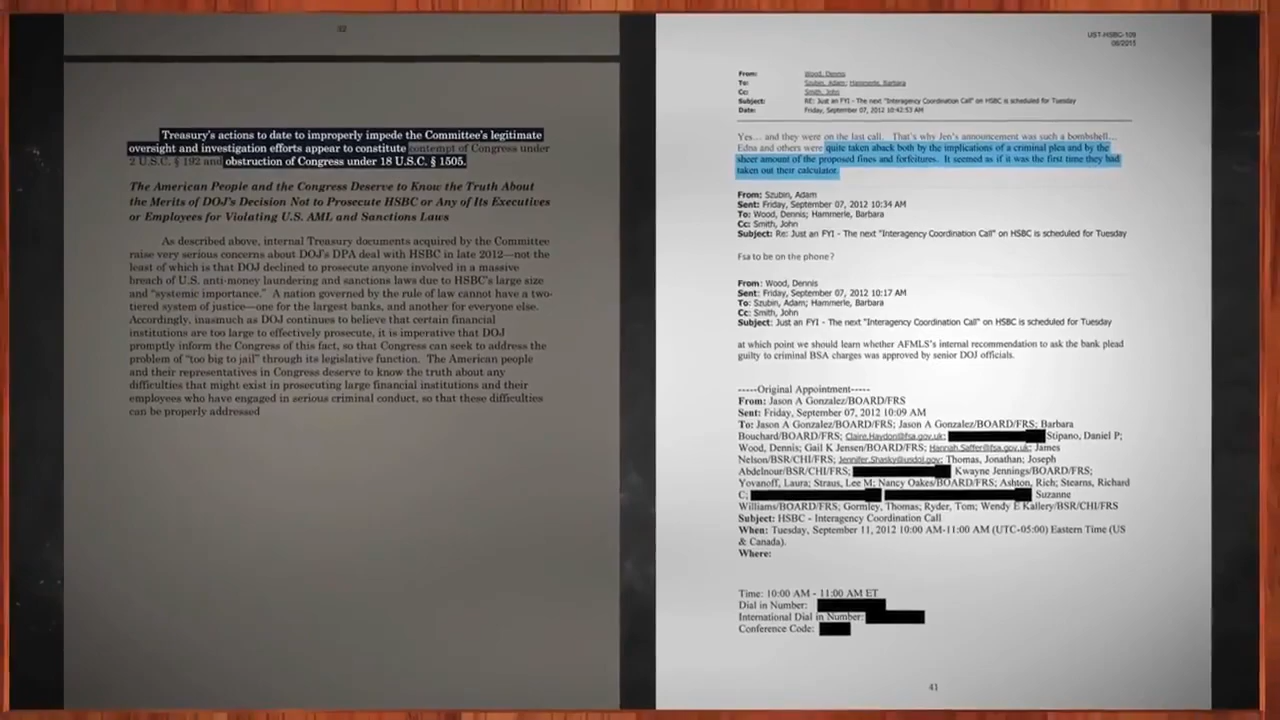 32
Treasury's actions to date to improperly impede the Committee's legitimate
oversight and investigation efforts appear to constitute contempt of Congress under
2 U.S.C. § 192 and obstruction of Congress under 18 U.S.C. § 1505.
The American People and the Congress Deserve to Know the Truth About
the Merits of DOJ's Decision Not to Prosecute HSBC or Any of Its Executives
or Employees for Violating U.S. AML and Sanctions Laws
As described above, internal Treasury documents acquired by the Committee
raise very serious concerns about DOJ's DPA deal with HSBC in late 2012—not the
least of which is that DOJ declined to prosecute anyone involved in a massive
breach of U.S. anti-money laundering and sanctions laws due to HSBC's large size
and "systemic importance." A nation governed by the rule of law cannot have a two-
tiered system of justice—one for the largest banks, and another for everyone else.
Accordingly, inasmuch as DOJ continues to believe that certain financial
institutions are too large to effectively prosecute, it is imperative that DOJ
promptly inform the Congress of this fact, so that Congress can seek to address the
problem of "too big to jail" through its legislative function. The American people
and their representatives in Congress deserve to know the truth about any
difficulties that might exist in prosecuting large financial institutions and their
employees who have engaged in serious criminal conduct, so that these difficulties
can be properly addressed
UST-HSBC-109
06/2015
From: Wood, Dennis
To: Szubin, Adam; Hammerle, Barbara
Cc: Smith, John
Subject: RE: Just an FYI - The next "Interagency Coordination Call" on HSBC is scheduled for Tuesday
Date: Friday, September 07, 2012 10:42:53 AM
Yes... and they were on the last call. That's why Jen's announcement was such a bombshell...
Edna and others were quite taken aback both by the implications of a criminal plea and by the
sheer amount of the proposed fines and forfeitures. It seemed as if it was the first time they had
taken out their calculator.
From: Szubin, Adam
Sent: Friday, September 07, 2012 10:34 AM
To: Wood, Dennis; Hammerle, Barbara
Cc: Smith, John
Subject: Re: Just an FYI - The next "Interagency Coordination Call" on HSBC is scheduled for Tuesday
Fsa to be on the phone?
From: Wood, Dennis
Sent: Friday, September 07, 2012 10:17 AM
To: Szubin, Adam; Hammerle, Barbara
Cc: Smith, John
Subject: Just an FYI - The next "Interagency Coordination Call" on HSBC is scheduled for Tuesday
at which point we should learn whether AFMLS's internal recommendation to ask the bank plead
guilty to criminal BSA charges was approved by senior DOJ officials.
-----Original Appointment-----
From: Jason A Gonzalez/BOARD/FRS
Sent: Friday, September 07, 2012 10:09 AM
To: Jason A Gonzalez/BOARD/FRS; Jason A Gonzalez/BOARD/FRS; Barbara
Bouchard/BOARD/FRS; Claire.Haydon@fsa.gov.uk; Stipano, Daniel P;
Wood, Dennis; Gail K Jensen/BOARD/FRS; Hannah.Saffer@fsa.gov.uk; James
Nelson/BSR/CHI/FRS; Jennifer.Shasky@usdoj.gov; Thomas, Jonathan; Joseph
Abdelnour/BSR/CHI/FRS; Kwayne Jennings/BOARD/FRS;
Yovanoff, Laura; Straus, Lee M; Nancy Oakes/BOARD/FRS; Ashton, Rich; Stearns, Richard
C; Suzanne
Williams/BOARD/FRS; Gormley, Thomas; Ryder, Tom; Wendy E Kallery/BSR/CHI/FRS
Subject: HSBC - Interagency Coordination Call
When: Tuesday, September 11, 2012 10:00 AM-11:00 AM (UTC-05:00) Eastern Time (US
& Canada).
Where:
Time: 10:00 AM - 11:00 AM ET
Dial in Number:
International Dial in Number:
Conference Code:
41